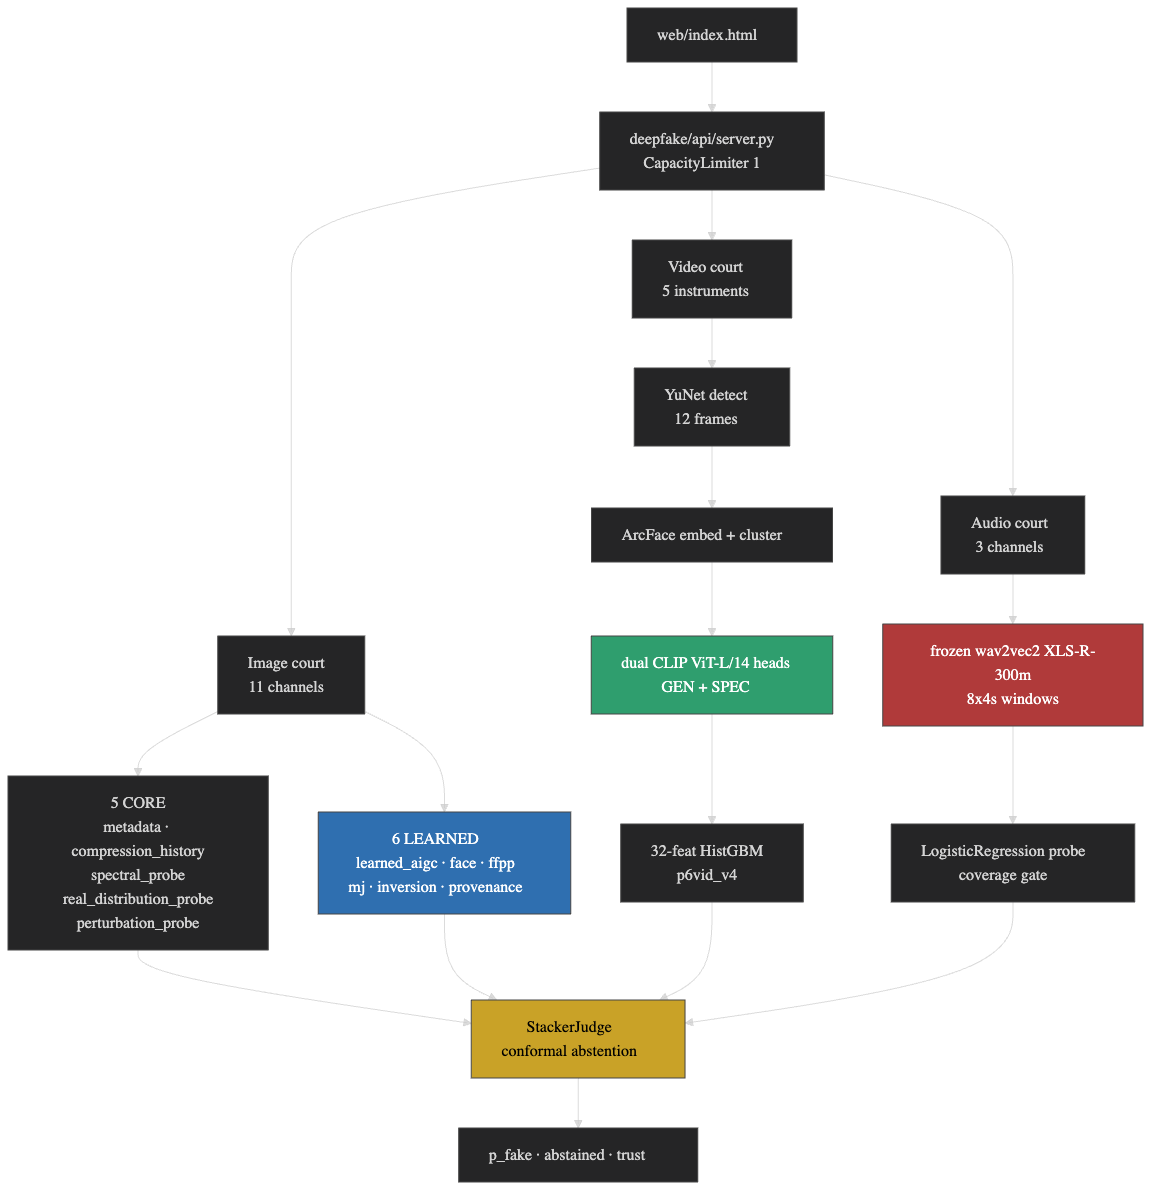 web/index.html
deepfake/api/server.py
CapacityLimiter 1
Video court
5 instruments
YuNet detect
12 frames
ArcFace embed + cluster
Audio court
3 channels
Image court
11 channels
dual CLIP ViT-L/14 heads
GEN + SPEC
frozen wav2vec2 XLS-R-
300m
8x4s windows
5 CORE
metadata ·
compression_history
spectral_probe
real_distribution_probe
perturbation_probe
6 LEARNED
learned_aigc · face · ffpp
mj · inversion · provenance
32-feat HistGBM
p6vid_v4
LogisticRegression probe
coverage gate
StackerJudge
conformal abstention
p_fake · abstained · trust